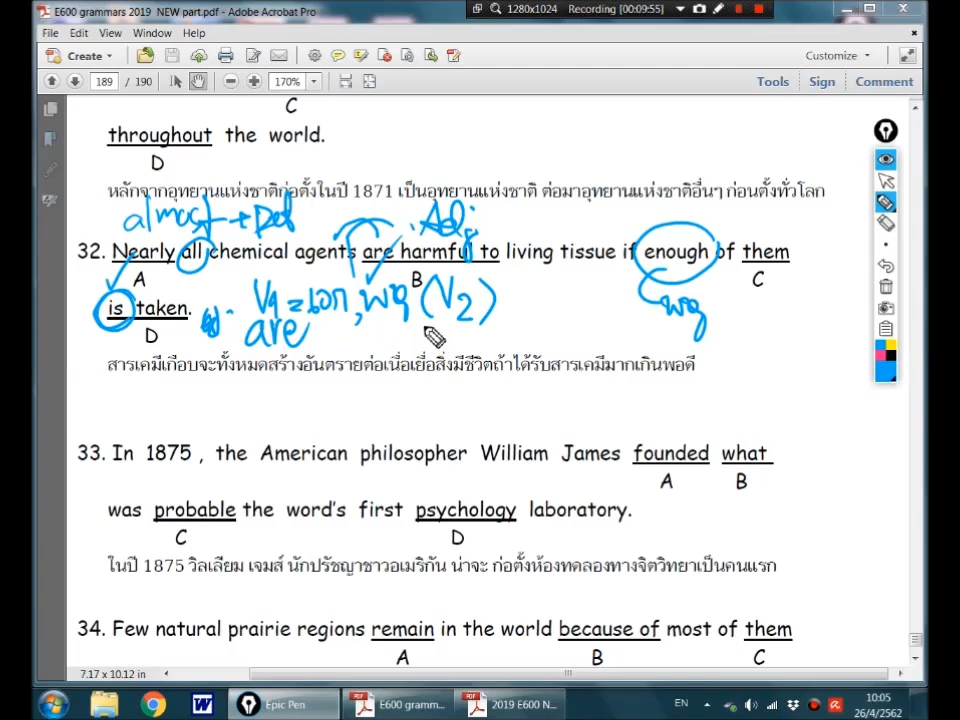 E600 grammars 2019 NEW part.pdf - Adobe Acrobat Pro
1280x1024 Recording [00:09:55]
File Edit View Window Help
Create Customize
189 / 190 170% Tools Sign Comment
C
throughout the world.
D
หลักจากอุทยานแห่งชาติก่อตั้งในปี 1871 เป็นอุทยานแห่งชาติ ต่อมาอุทยานแห่งชาติอื่นๆ ก่อนตั้งทั่วโลก
almost + Det Adj
32. Nearly all chemical agents are harmful to living tissue if enough of them
A B C
is taken.
D
V1 = บอก, พหู (V2)
are พหู
สารเคมีเกือบจะทั้งหมดสร้างอันตรายต่อเนื้อเยื่อสิ่งมีชีวิตถ้าได้รับสารเคมีมากเกินพอดี
33. In 1875 , the American philosopher William James founded what
A B
was probable the word's first psychology laboratory.
C D
ในปี 1875 วิลเลียม เจมส์ นักปรัชญาชาวอเมริกัน น่าจะ ก่อตั้งห้องทดลองทางจิตวิทยาเป็นคนแรก
34. Few natural prairie regions remain in the world because of most of them
A B C
7.17 x 10.12 in
Epic Pen E600 gramm... 2019 E600 N... EN 10:05
26/4/2562